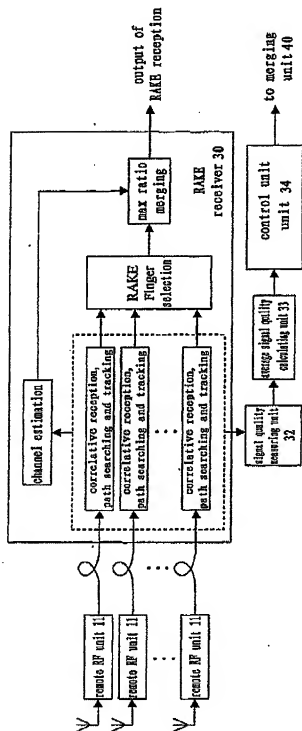 remote RF unit 11
remote RF unit 11
remote RF unit 11
channel estimation
correlative reception,
path searching and tracking
correlative reception,
path searching and tracking
correlative reception,
path searching and tracking
RAKE
Finger
selection
max ratio
merging
RAKE
receiver 30
output of
RAKE reception
signal quality
measuring unit
32
average signal quality
calculating unit 33
control unit
unit 34
to merging
unit 40